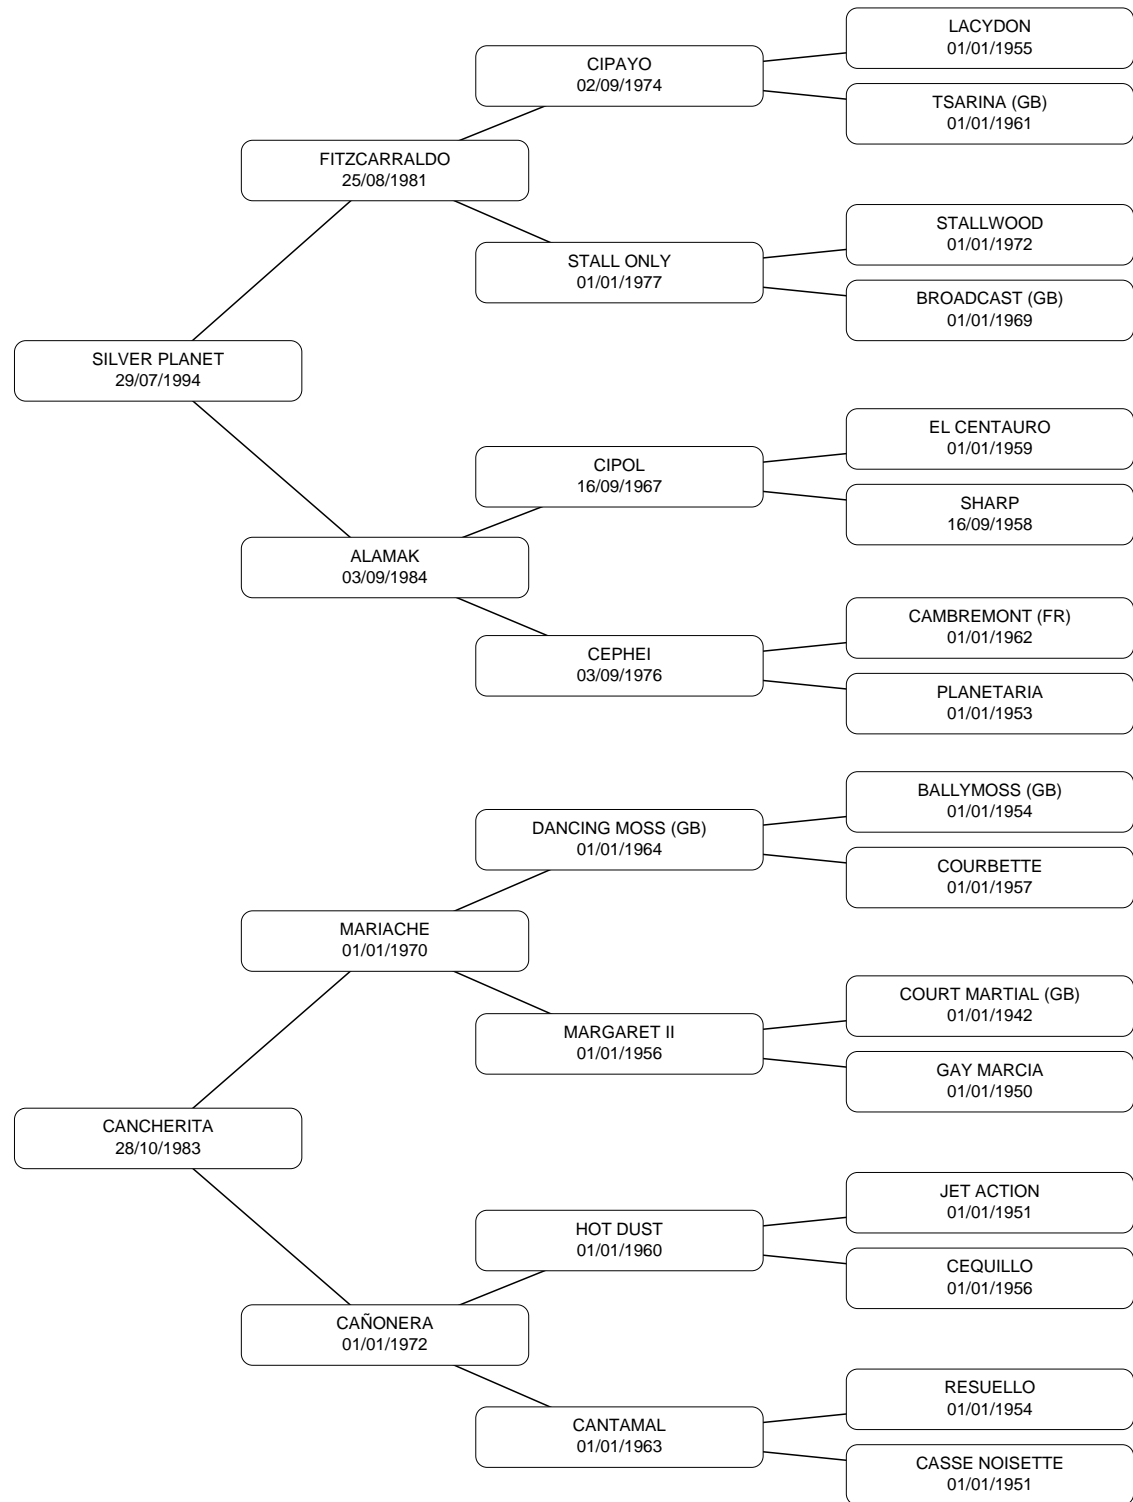 LACYDON
01/01/1955
CIPAYO
02/09/1974
TSARINA (GB)
01/01/1961
FITZCARRALDO
25/08/1981
STALLWOOD
01/01/1972
STALL ONLY
01/01/1977
BROADCAST (GB)
01/01/1969
SILVER PLANET
29/07/1994
EL CENTAURO
01/01/1959
CIPOL
16/09/1967
SHARP
16/09/1958
ALAMAK
03/09/1984
CAMBREMONT (FR)
01/01/1962
CEPHEI
03/09/1976
PLANETARIA
01/01/1953
BALLYMOSS (GB)
01/01/1954
DANCING MOSS (GB)
01/01/1964
COURBETTE
01/01/1957
MARIACHE
01/01/1970
COURT MARTIAL (GB)
01/01/1942
MARGARET II
01/01/1956
GAY MARCIA
01/01/1950
CANCHERITA
28/10/1983
JET ACTION
01/01/1951
HOT DUST
01/01/1960
CEQUILLO
01/01/1956
CAÑONERA
01/01/1972
RESUELLO
01/01/1954
CANTAMAL
01/01/1963
CASSE NOISETTE
01/01/1951